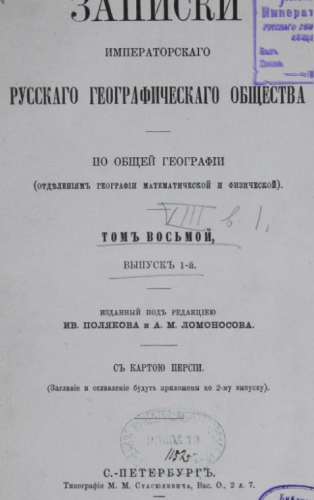 ЗАПИСКИ
ИМПЕРАТОРСКАГО
РУССКАГО ГЕОГРАФИЧЕСКАГО ОБЩЕСТВА
ПО ОБЩЕЙ ГЕОГРАФІИ
(ОТДѢЛЕНІЯМЪ ГЕОГРАФІИ МАТЕМАТИЧЕСКОЙ И ФИЗИЧЕСКОЙ).
VIII в. 1,
ТОМЪ ВОСЬМОЙ,
ВЫПУСКЪ 1-й.
ИЗДАННЫЙ ПОДЪ РЕДАКЦІЕЮ
ИВ. ПОЛЯКОВА и А. М. ЛОМОНОСОВА.
СЪ КАРТОЮ ПЕРСІИ.
(Заглавіе и оглавленіе будутъ приложены ко 2-му выпуску).
С.-ПЕТЕРБУРГЪ.
Типографія М. М. Стасюлевича, Вас. О., 2 л. 7.